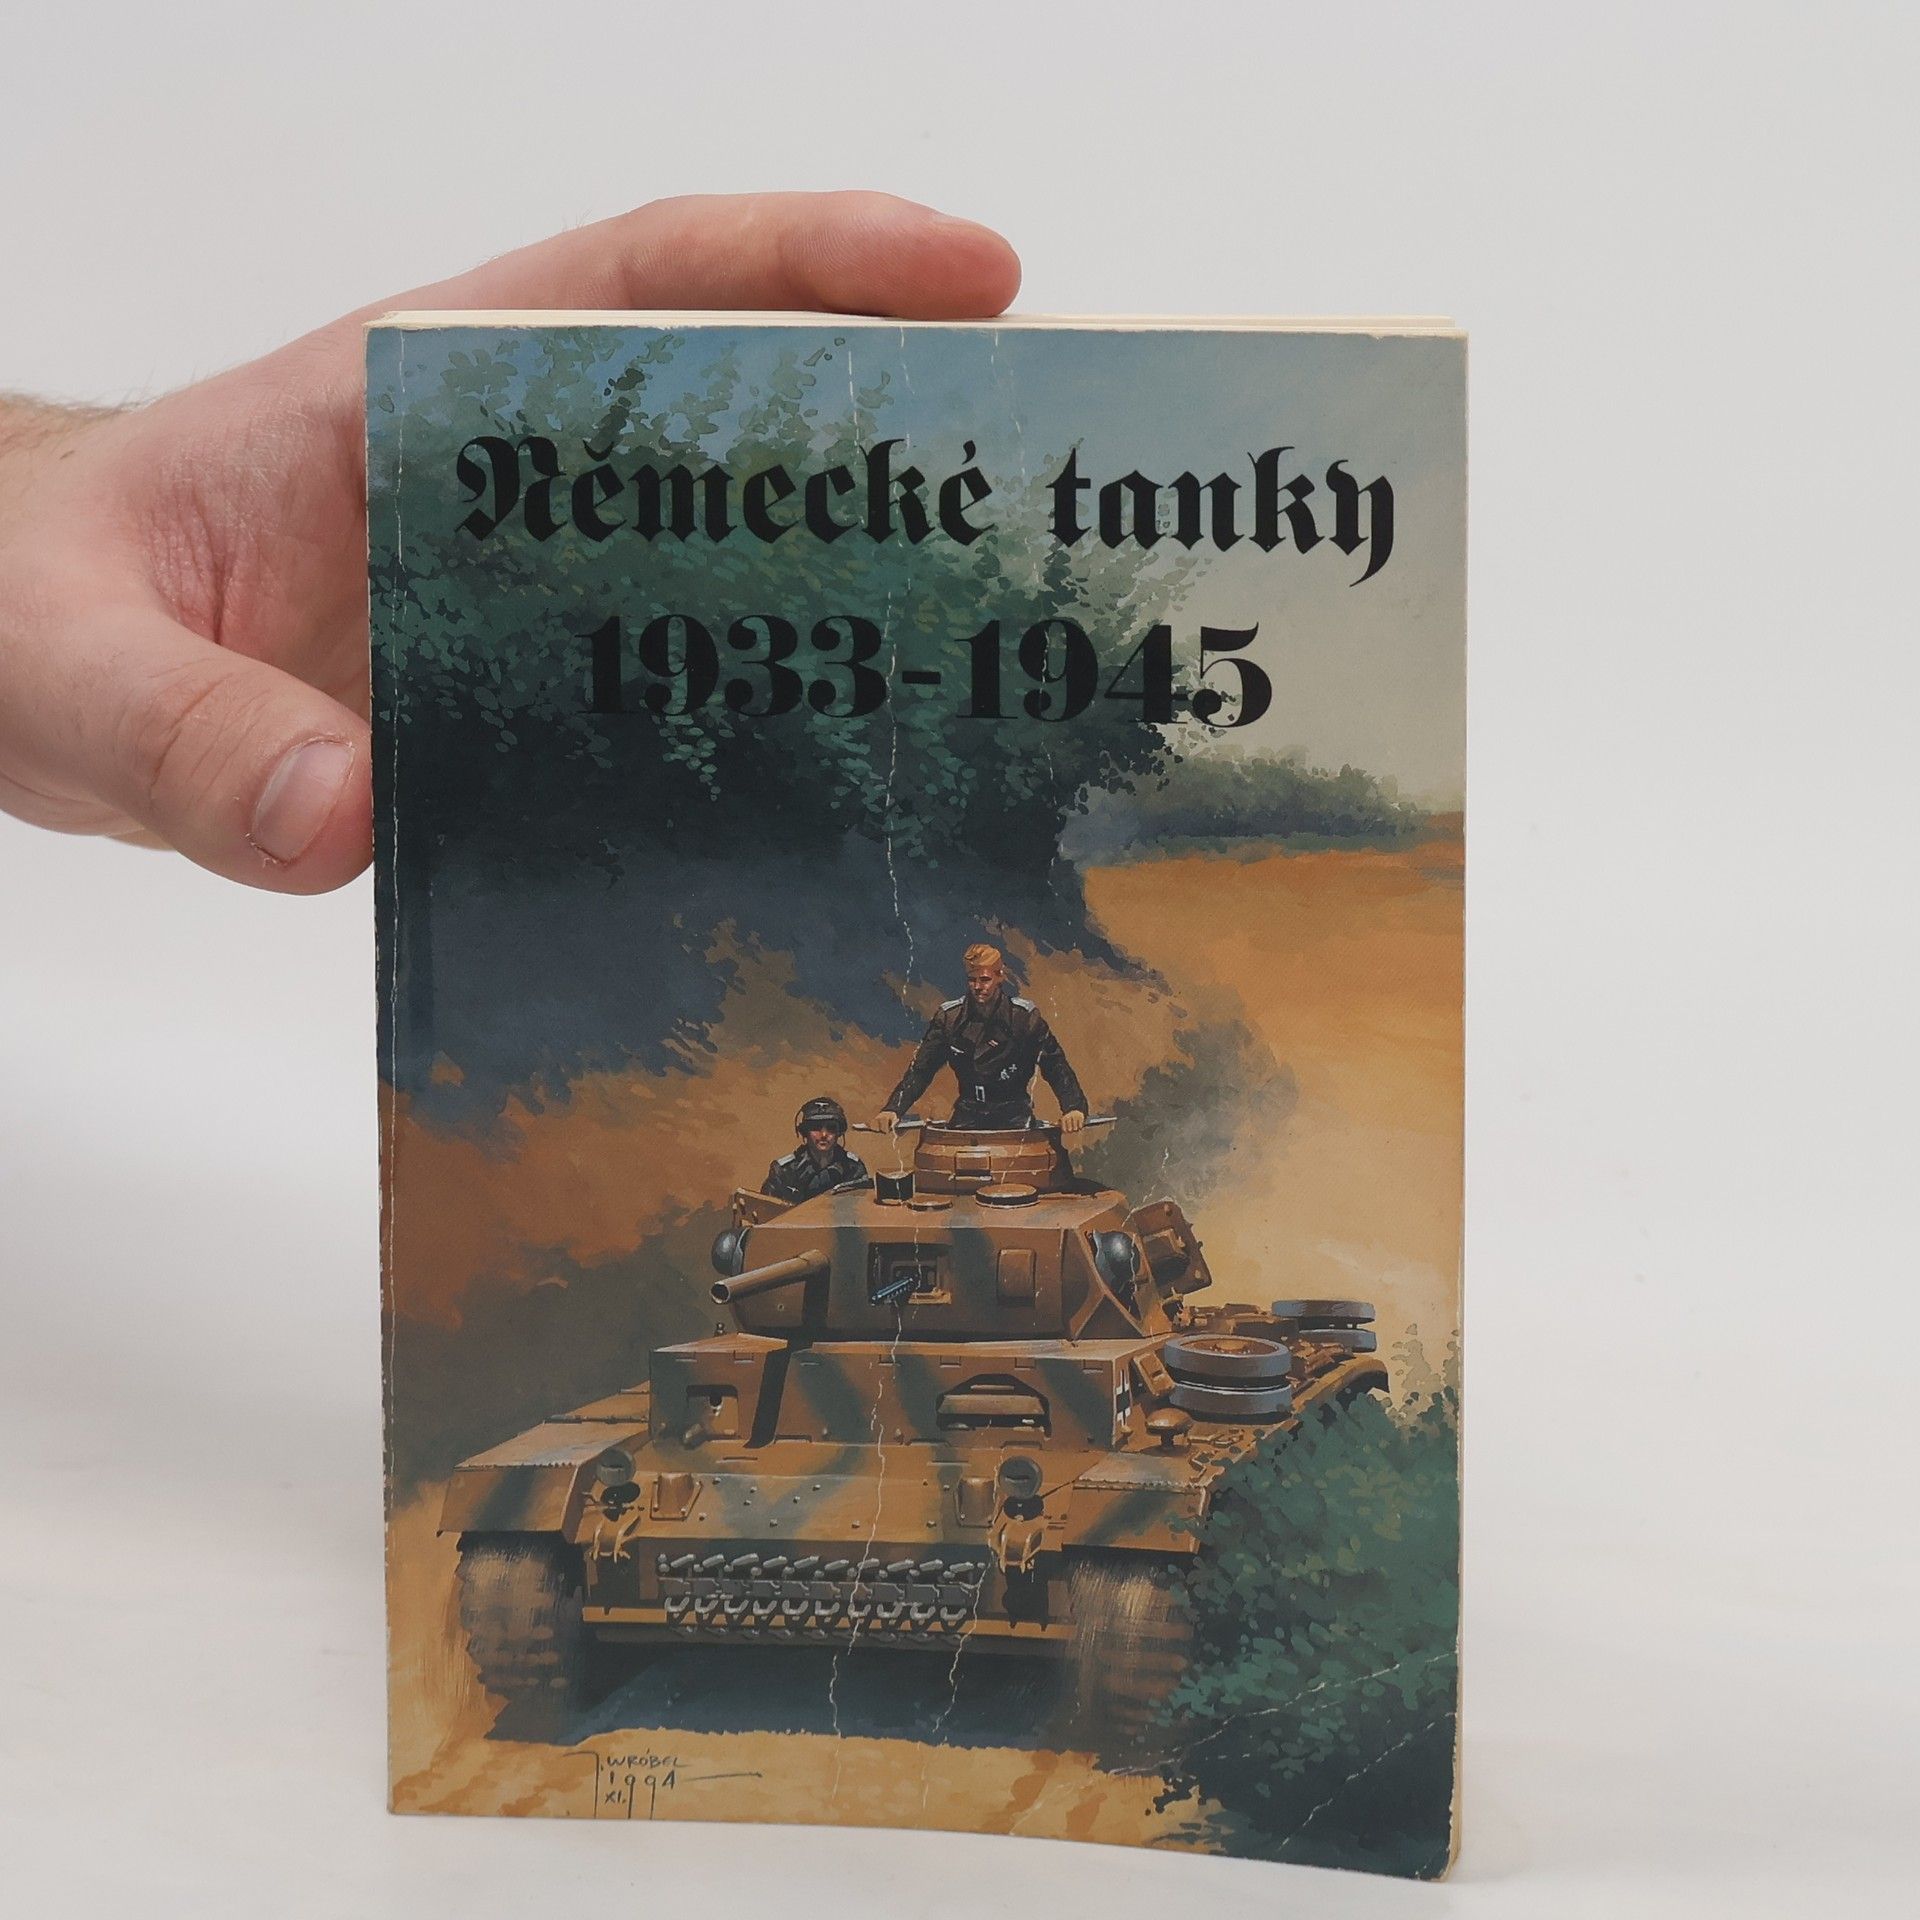 Německé tanky
1933-1945
J. WRÓBEL
1994
XI.